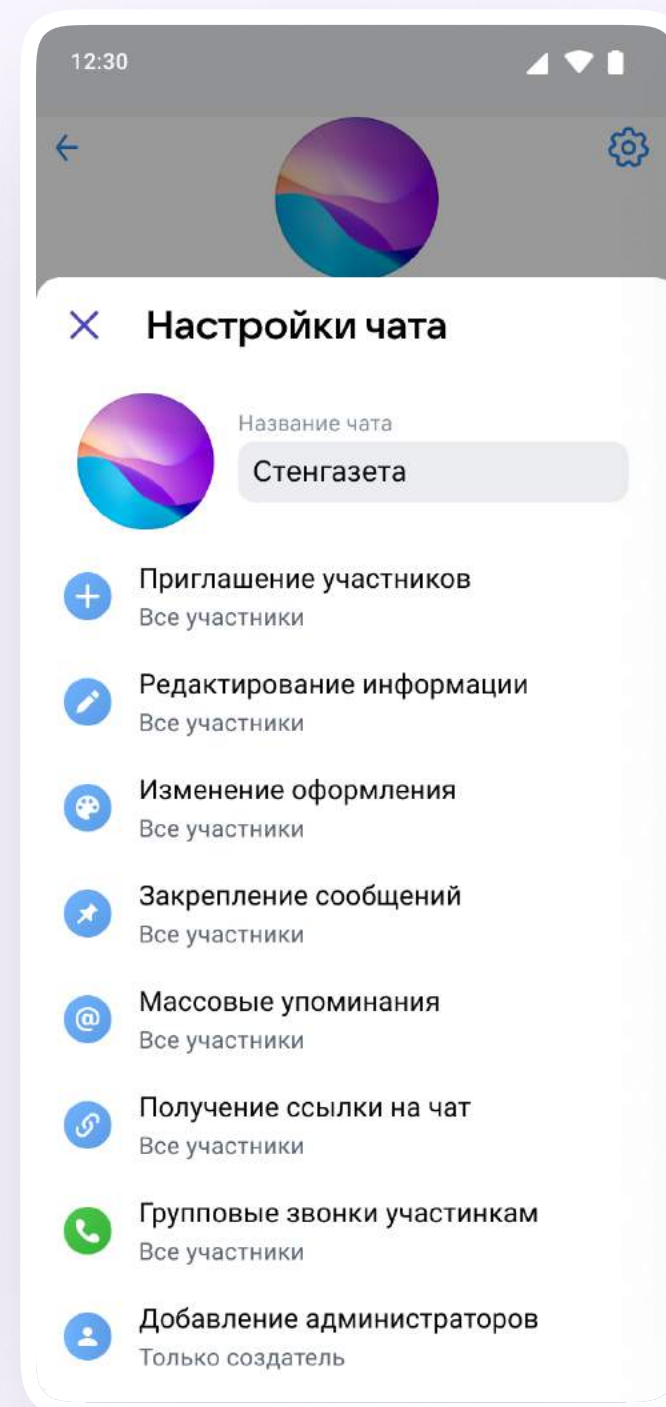 12:30
Настройки чата
Название чата
Стенгазета
Приглашение участников
Все участники
Редактирование информации
Все участники
Изменение оформления
Все участники
Закрепление сообщений
Все участники
Массовые упоминания
Все участники
Получение ссылки на чат
Все участники
Групповые звонки участинкам
Все участники
Добавление администраторов
Только создатель